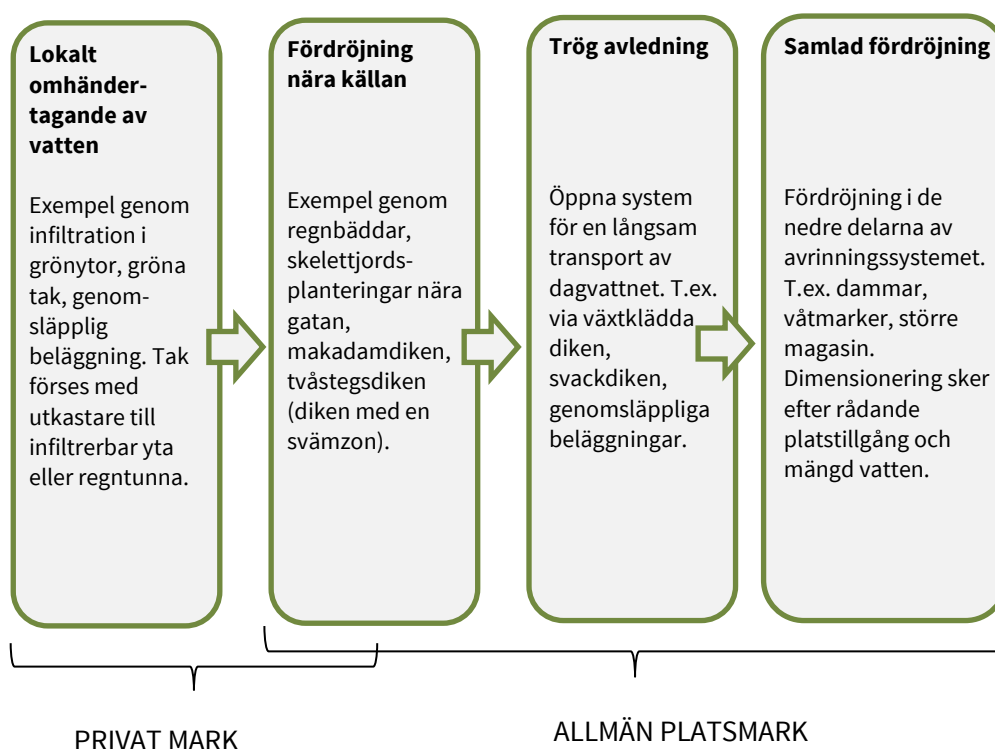 Lokalt
omhänder-
tagande av
vatten
Exempel genom
infiltration i
grönytor, gröna
tak, genom-
släpplig
beläggning. Tak
förses med
utkastare till
infiltrerbar yta
eller regntunna.
Fördröjning
nära källan
Exempel genom
regnbäddar,
skelettjords-
planteringar nära
gatan,
makadamdiken,
tvåstegsdiken
(diken med en
svämzon).
Trög avledning
Öppna system
för en långsam
transport av
dagvattnet. T.ex.
via växtklädda
diken,
svackdiken,
genomsläppliga
beläggningar.
Samlad fördröjning
Fördröjning i de
nedre delarna av
avrinningssystemet.
T.ex. dammar,
våtmarker, större
magasin.
Dimensionering sker
efter rådande
platstillgång och
mängd vatten.
PRIVAT MARK
ALLMÄN PLATSMARK